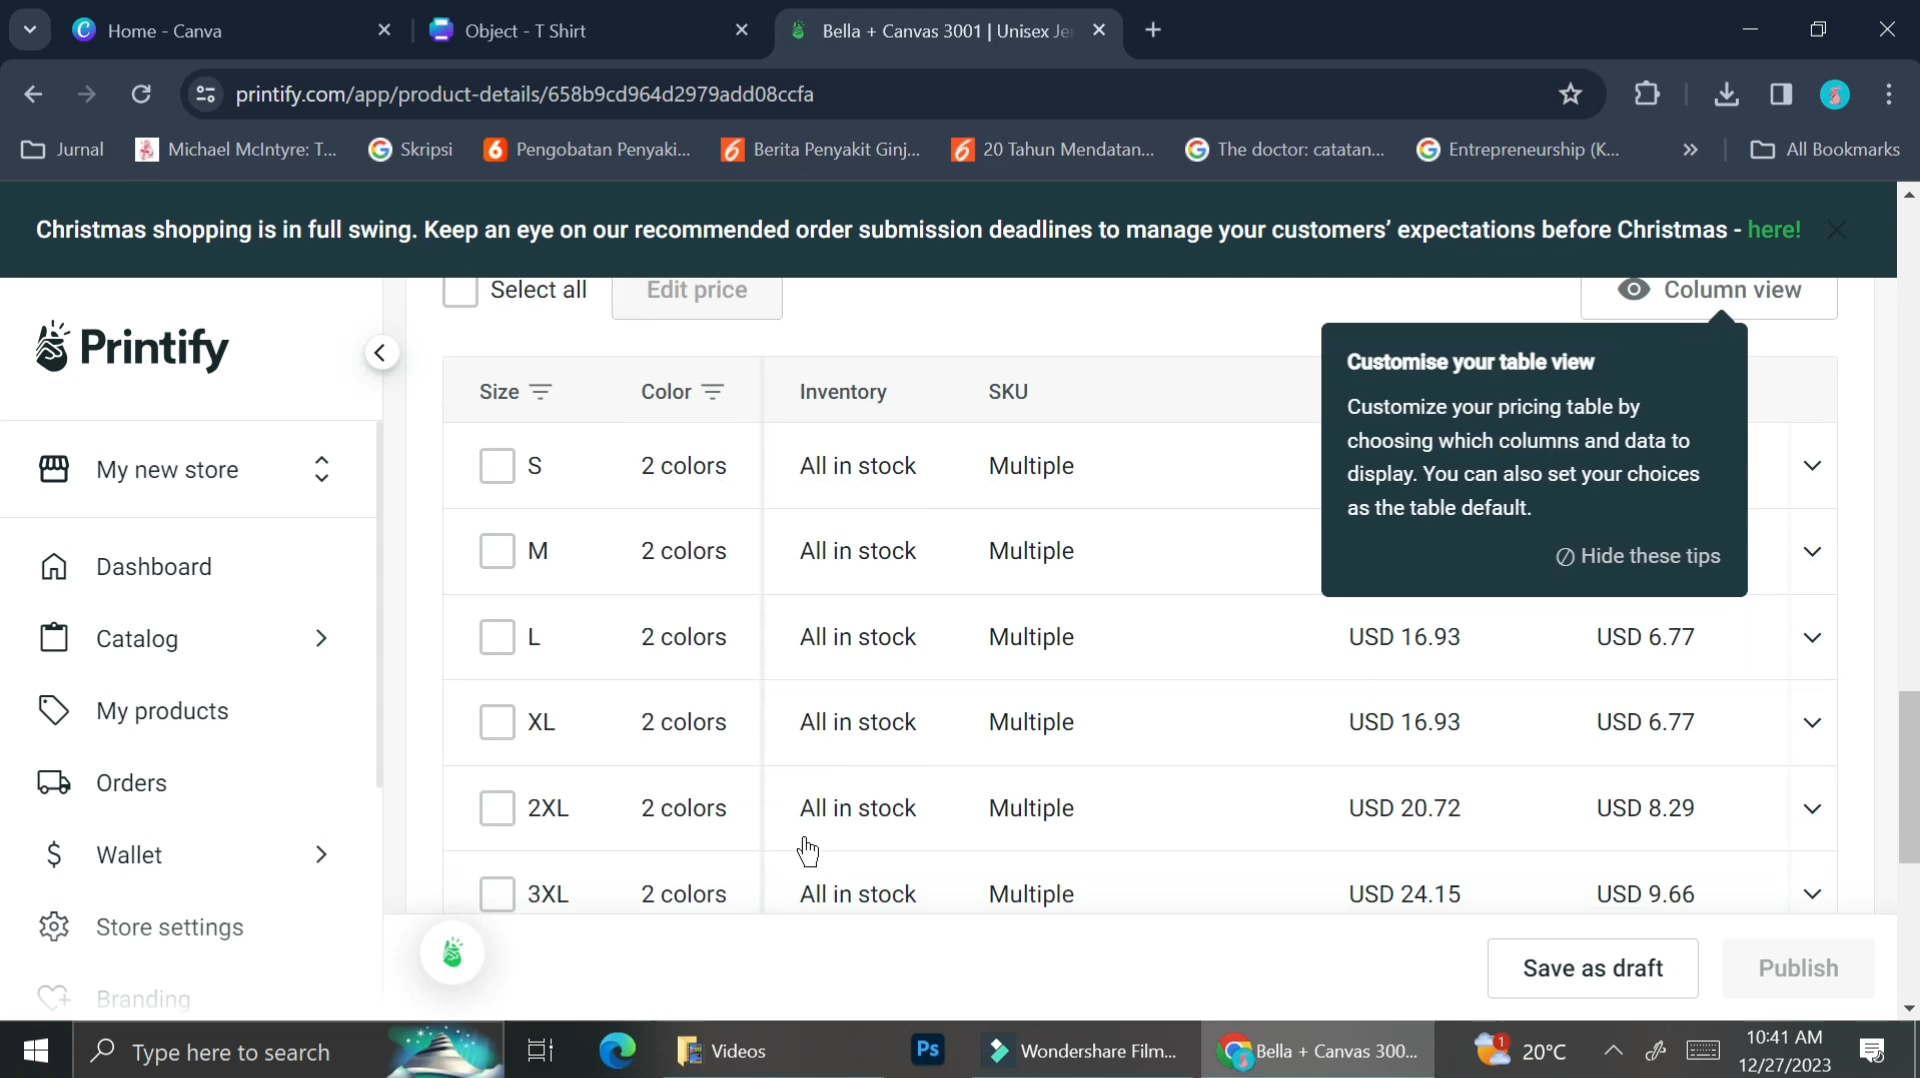 Home - Canva
Object - T Shirt
Bella + Canvas 3001 | Unisex Je
printify.com/app/product-details/658b9cd964d2979add08ccfa
Jurnal
Michael McIntyre: T...
Skripsi
Pengobatan Penyaki...
Berita Penyakit Ginj...
20 Tahun Mendatan...
The doctor: catatan...
Entrepreneurship (K...
All Bookmarks
Christmas shopping is in full swing. Keep an eye on our recommended order submission deadlines to manage your customers' expectations before Christmas - here!
Printify
My new store
Dashboard
Catalog
My products
Orders
Wallet
Store settings
Branding
Select all
Edit price
Column view
Customise your table view
Customize your pricing table by
choosing which columns and data to
display. You can also set your choices
as the table default.
Hide these tips
Size Color Inventory SKU
S 2 colors All in stock Multiple
M 2 colors All in stock Multiple
L 2 colors All in stock Multiple USD 16.93 USD 6.77
XL 2 colors All in stock Multiple USD 16.93 USD 6.77
2XL 2 colors All in stock Multiple USD 20.72 USD 8.29
3XL 2 colors All in stock Multiple USD 24.15 USD 9.66
Save as draft
Publish
Type here to search
Videos
Ps
Wondershare Film...
Bella + Canvas 300...
1
20°C
10:41 AM
12/27/2023